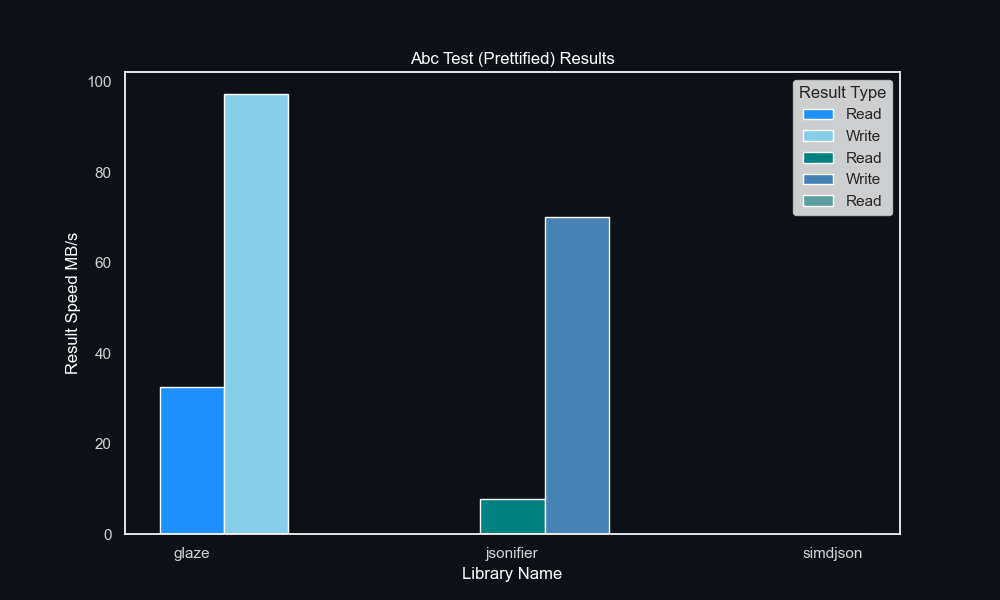 Abc Test (Prettified) Results
Result Speed MB/s
100
80
60
40
20
0
Result Type
Read
Write
Read
Write
Read
glaze
jsonifier
simdjson
Library Name